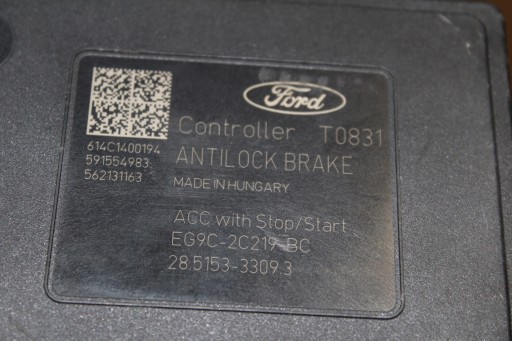 Ford
Controller T0831
614C1400194
591554983
562131163
ANTILOCK BRAKE
MADE IN HUNGARY
ACC with Stop/Start
EG9C-2C219-BC
28.5153-3309.3